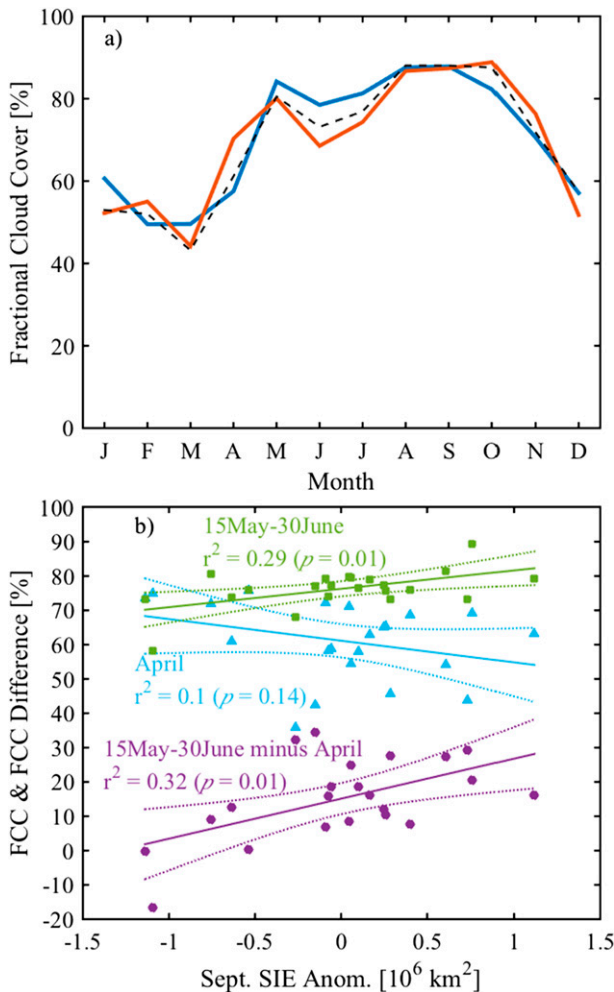 a)
Fractional Cloud Cover [%]
100
80
60
40
20
0
J F M A M J J A S O N D
Month
b)
FCC & FCC Difference [%]
100
90
80
70
60
50
40
30
20
10
0
-10
-20
15May-30June
r² = 0.29 (p = 0.01)
April
r² = 0.1 (p = 0.14)
15May-30June minus April
r² = 0.32 (p = 0.01)
-1.5 -1 -0.5 0 0.5 1 1.5
Sept. SIE Anom. [10⁶ km²]